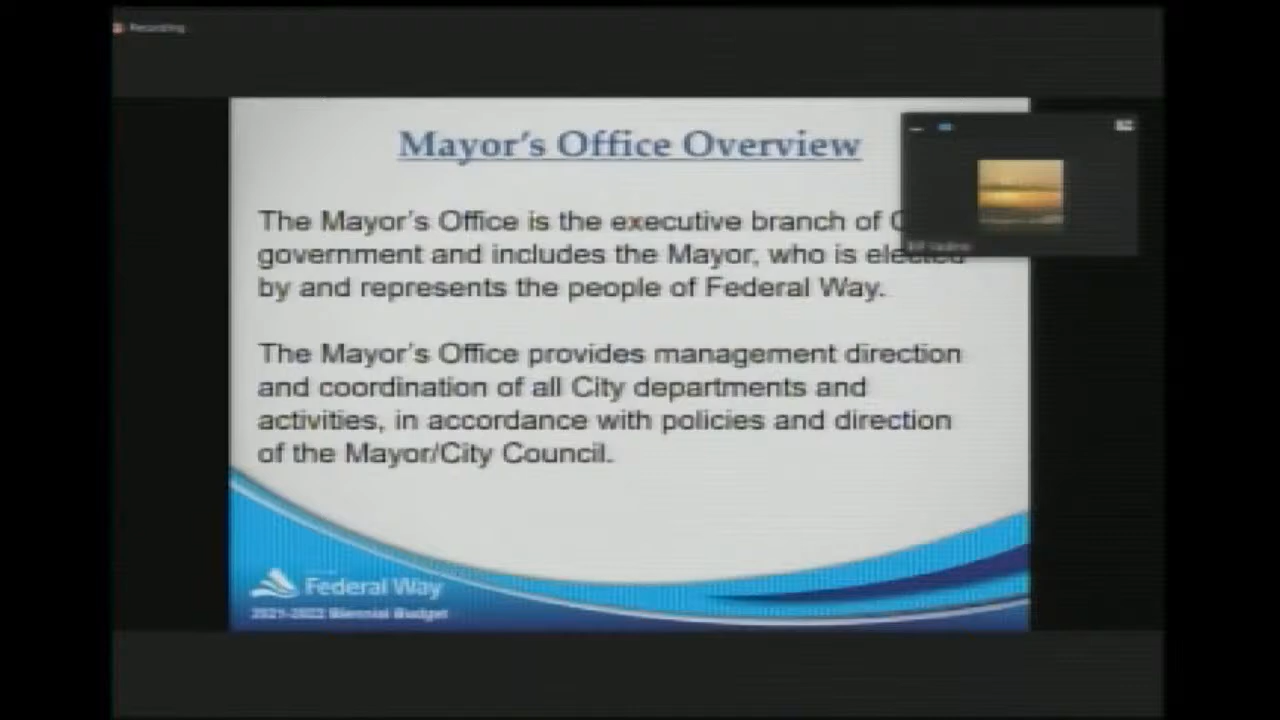 Recording
Mayor's Office Overview
The Mayor's Office is the executive branch of
government and includes the Mayor, who is elected
by and represents the people of Federal Way.
The Mayor's Office provides management direction
and coordination of all City departments and
activities, in accordance with policies and direction
of the Mayor/City Council.
Federal Way
2021-2022 Biennial Budget